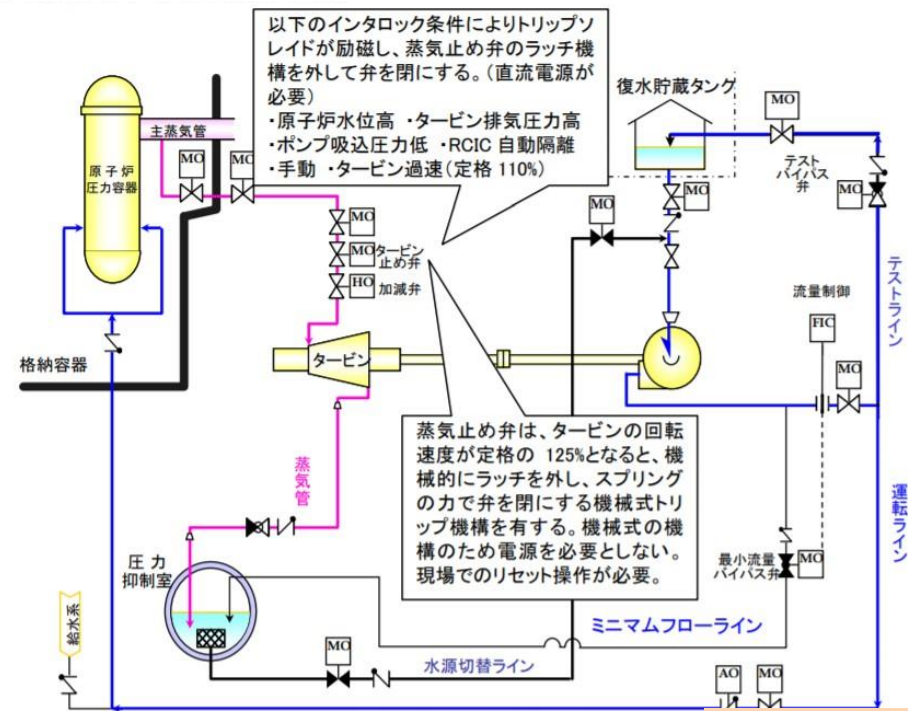 以下のインタロック条件によりトリップソ
レイドが励磁し、蒸気止め弁のラッチ機
構を外して弁を閉にする。(直流電源が
必要)
・原子炉水位高 ・タービン排気圧力高
・ポンプ吸込圧力低 ・RCIC 自動隔離
・手動 ・タービン過速(定格 110%)
復水貯蔵タンク
MO
主蒸気管
MO
MO
原子炉
圧力容器
テスト
バイパス
弁
MO
MO
MO
MO
MO
タービン
止め弁
HO
加減弁
テストライン
流量制御
FIC
格納容器
タービン
MO
蒸気止め弁は、タービンの回転
速度が定格の 125%となると、機
械的にラッチを外し、スプリング
の力で弁を閉にする機械式トリ
ップ機構を有する。機械式の機
構のため電源を必要としない。
現場でのリセット操作が必要。
蒸気管
運転ライン
圧力
抑制室
最小流量
バイパス弁
MO
給水系
ミニマムフローライン
MO
水源切替ライン
AO
MO